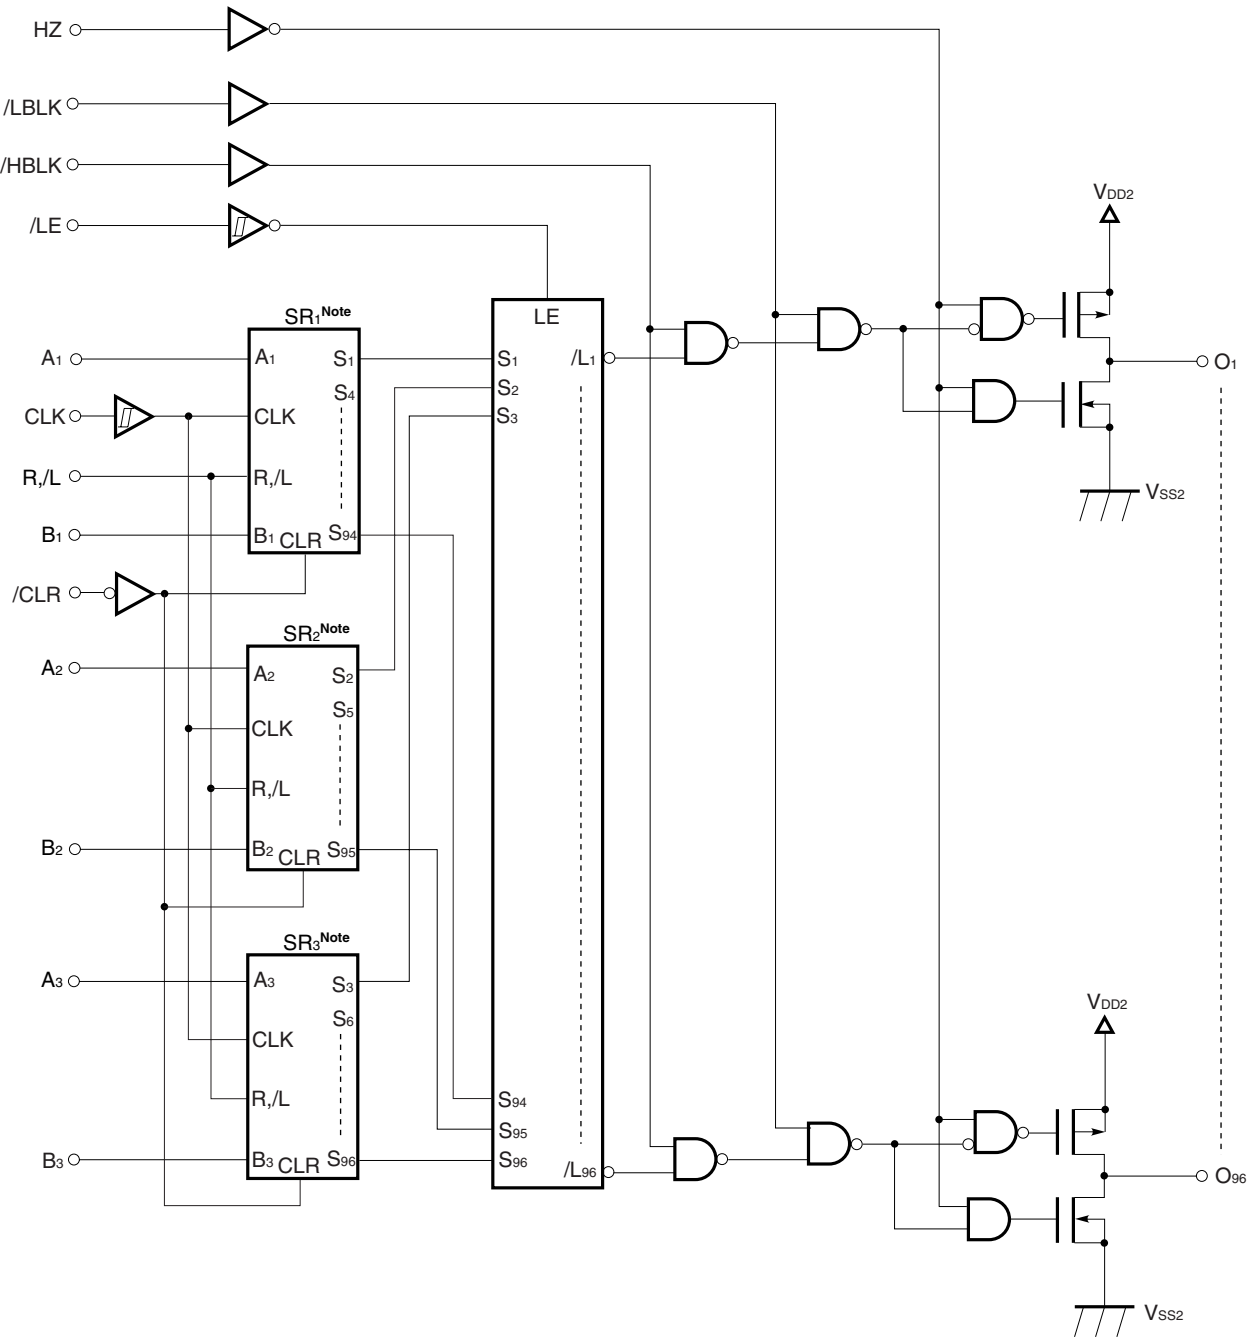 HZ
/LBLK
/HBLK
/LE
VDD2
SR1Note
LE
A1
A1
S1
S1
/L1
O1
S4
S2
CLK
CLK
S3
R,/L
R,/L
VSS2
B1
B1
CLR
S94
/CLR
SR2Note
A2
A2
S2
S5
CLK
R,/L
B2
B2
CLR
S95
SR3Note
A3
A3
S3
S6
VDD2
CLK
R,/L
S94
S95
B3
B3
CLR
S96
S96
/L96
O96
VSS2